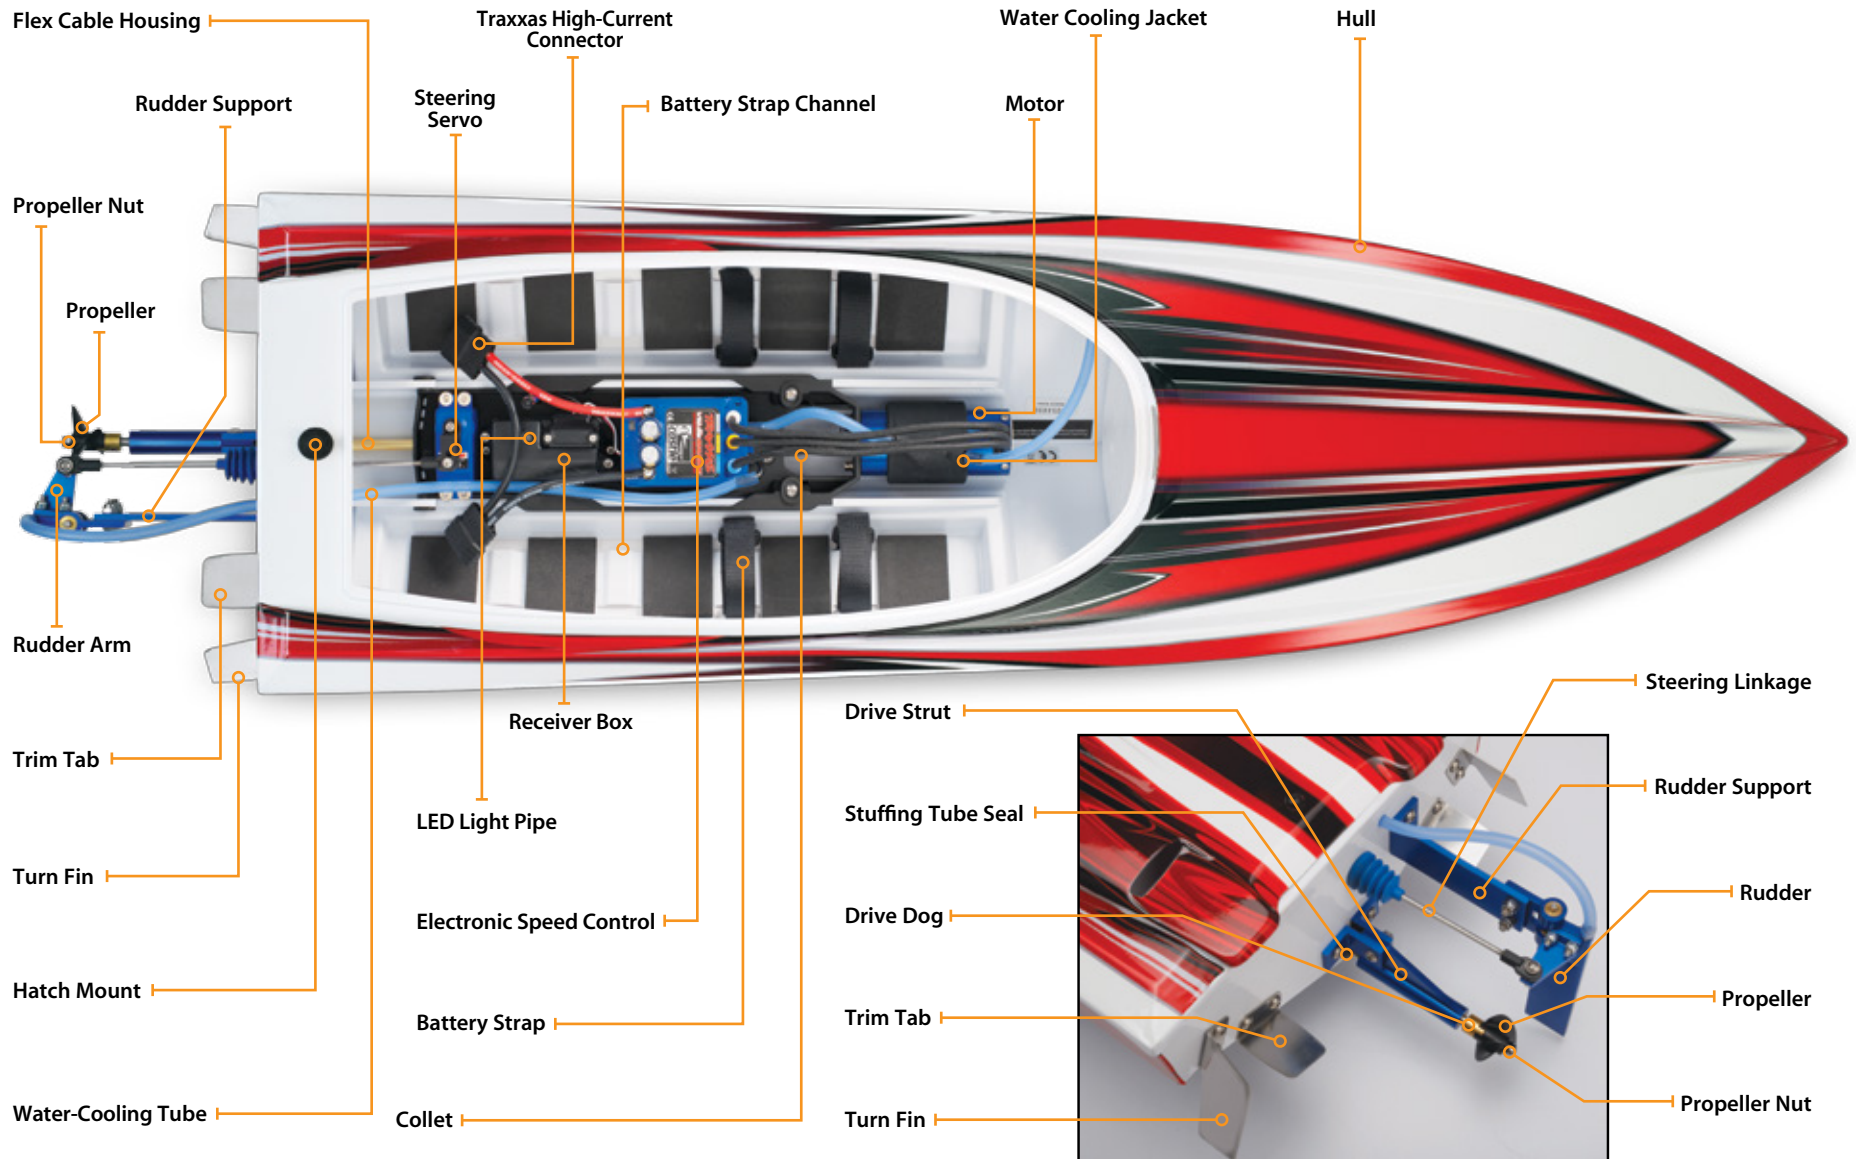 Flex Cable Housing
Traxxas High-Current
Connector
Water Cooling Jacket
Hull
Rudder Support
Steering
Servo
Battery Strap Channel
Motor
Propeller Nut
Propeller
Rudder Arm
Trim Tab
Turn Fin
Hatch Mount
Water-Cooling Tube
Receiver Box
LED Light Pipe
Electronic Speed Control
Battery Strap
Collet
Drive Strut
Stuffing Tube Seal
Drive Dog
Trim Tab
Turn Fin
Steering Linkage
Rudder Support
Rudder
Propeller
Propeller Nut